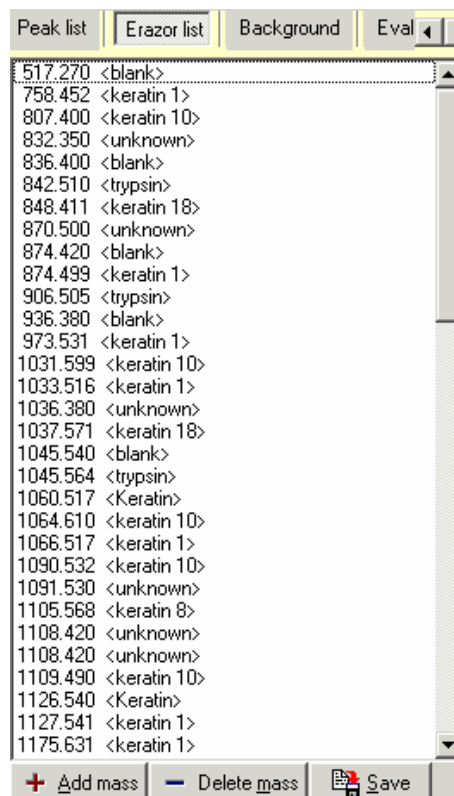 Peak list Erazor list Background Eval
517.270 <blank>
758.452 <keratin 1>
807.400 <keratin 10>
832.350 <unknown>
836.400 <blank>
842.510 <trypsin>
848.411 <keratin 18>
870.500 <unknown>
874.420 <blank>
874.499 <keratin 1>
906.505 <trypsin>
936.380 <blank>
973.531 <keratin 1>
1031.599 <keratin 10>
1033.516 <keratin 1>
1036.380 <unknown>
1037.571 <keratin 18>
1045.540 <blank>
1045.564 <trypsin>
1060.517 <Keratin>
1064.610 <keratin 10>
1066.517 <keratin 1>
1090.532 <keratin 10>
1091.530 <unknown>
1105.568 <keratin 8>
1108.420 <unknown>
1108.420 <unknown>
1109.490 <keratin 10>
1126.540 <Keratin>
1127.541 <keratin 1>
1175.631 <keratin 1>
Add mass Delete mass Save